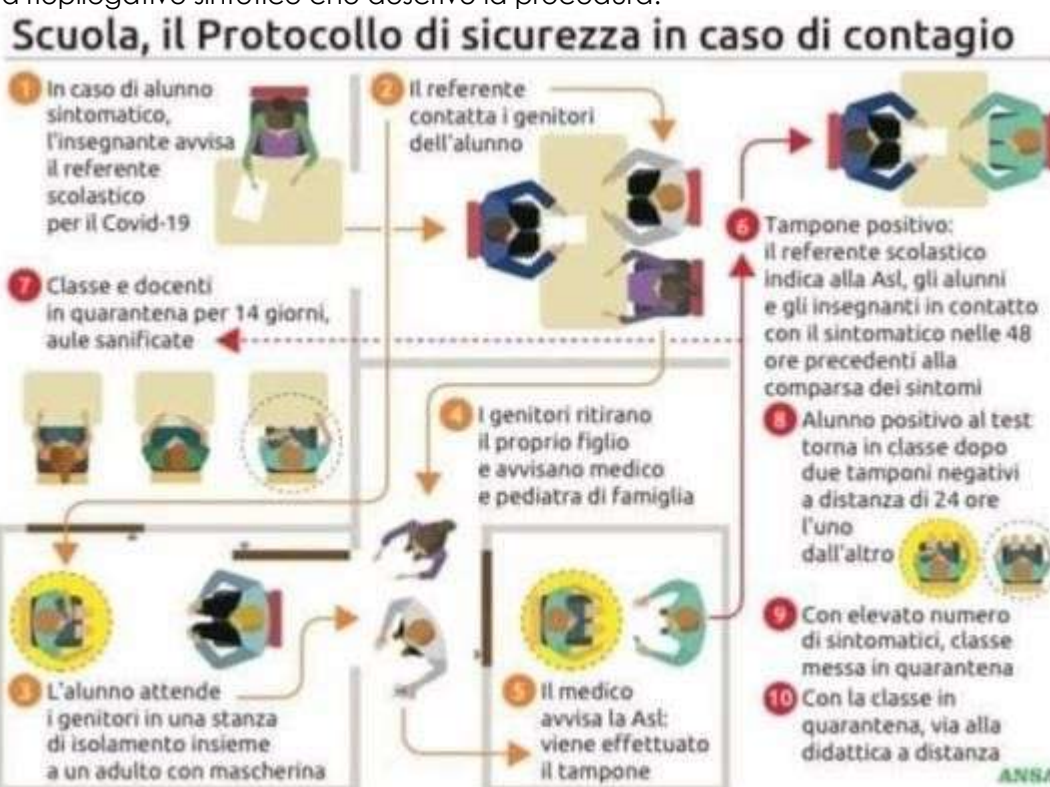 riepilogativo sintetico che descrive la procedura.
Scuola, il Protocollo di sicurezza in caso di contagio
1 In caso di alunno
sintomatico,
l'insegnante avvisa
il referente
scolastico
per il Covid-19
2 Il referente
contatta i genitori
dell'alunno
6 Tampone positivo:
il referente scolastico
indica alla Asl, gli alunni
e gli insegnanti in contatto
con il sintomatico nelle 48
ore precedenti alla
comparsa dei sintomi
7 Classe e docenti
in quarantena per 14 giorni,
aule sanificate
4 I genitori ritirano
il proprio figlio
e avvisano medico
e pediatra di famiglia
8 Alunno positivo al test
torna in classe dopo
due tamponi negativi
a distanza di 24 ore
l'uno
dall'altro
3 L'alunno attende
i genitori in una stanza
di isolamento insieme
a un adulto con mascherina
5 Il medico
avvisa la Asl:
viene effettuato
il tampone
9 Con elevato numero
di sintomatici, classe
messa in quarantena
10 Con la classe in
quarantena, via alla
didattica a distanza
ANSA